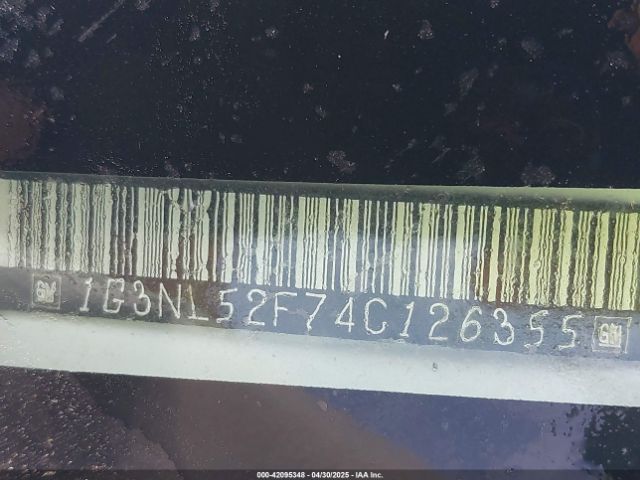 GM 1G3NL52F74C126355 GM
000-42095348 - 04/30/2025 - IAA Inc.